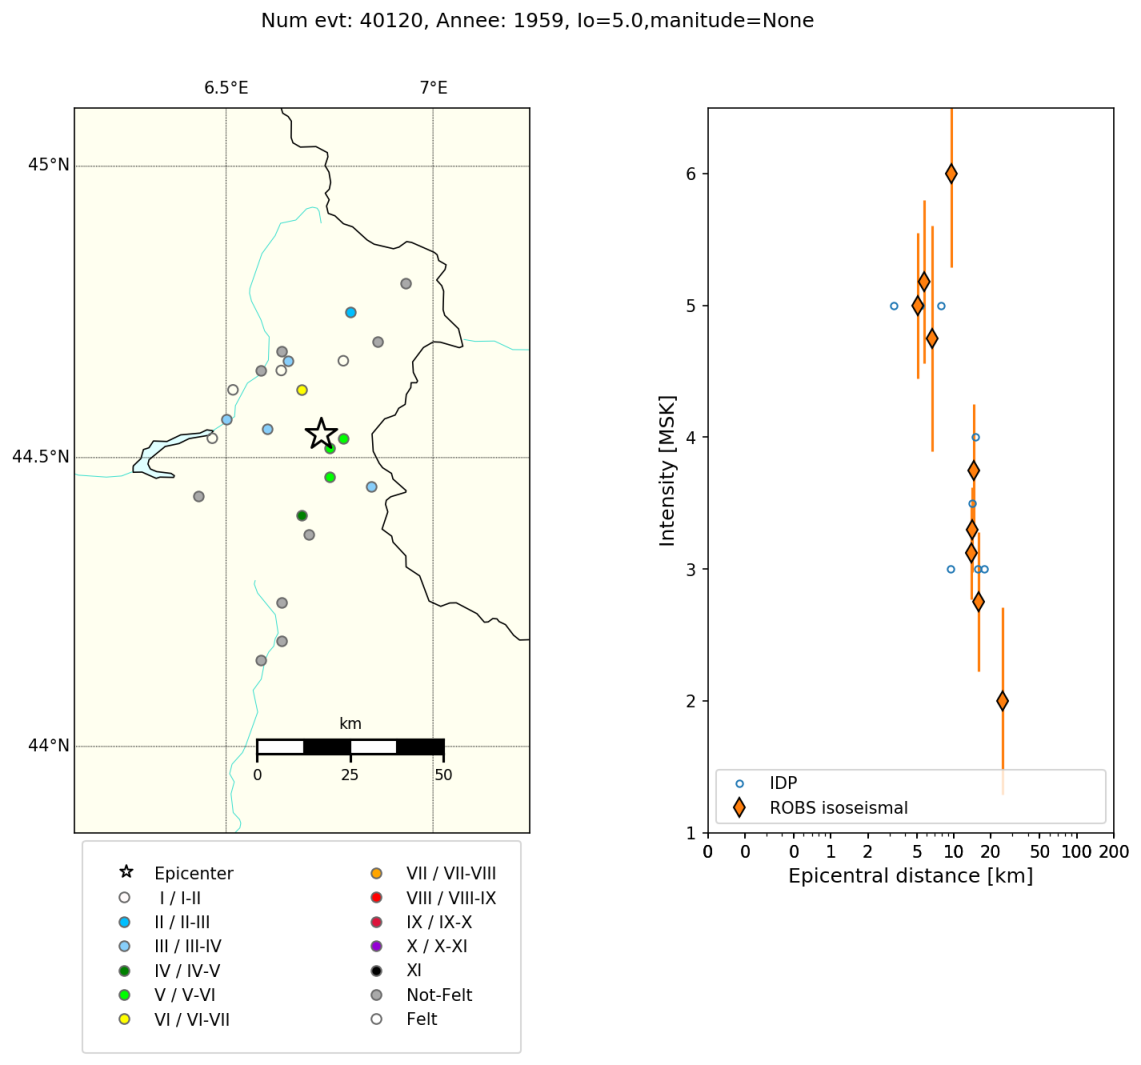 Num evt: 40120, Annee: 1959, Io=5.0,manitude=None
6.5°E 7°E
45°N
44.5°N
44°N
km
0 25 50
Epicenter
I / I-II
II / II-III
III / III-IV
IV / IV-V
V / V-VI
VI / VI-VII
VII / VII-VIII
VIII / VIII-IX
IX / IX-X
X / X-XI
XI
Not-Felt
Felt
Intensity [MSK]
6
5
4
3
2
1
IDP
ROBS isoseismal
0 0 0 1 2 5 10 20 50 100 200
Epicentral distance [km]